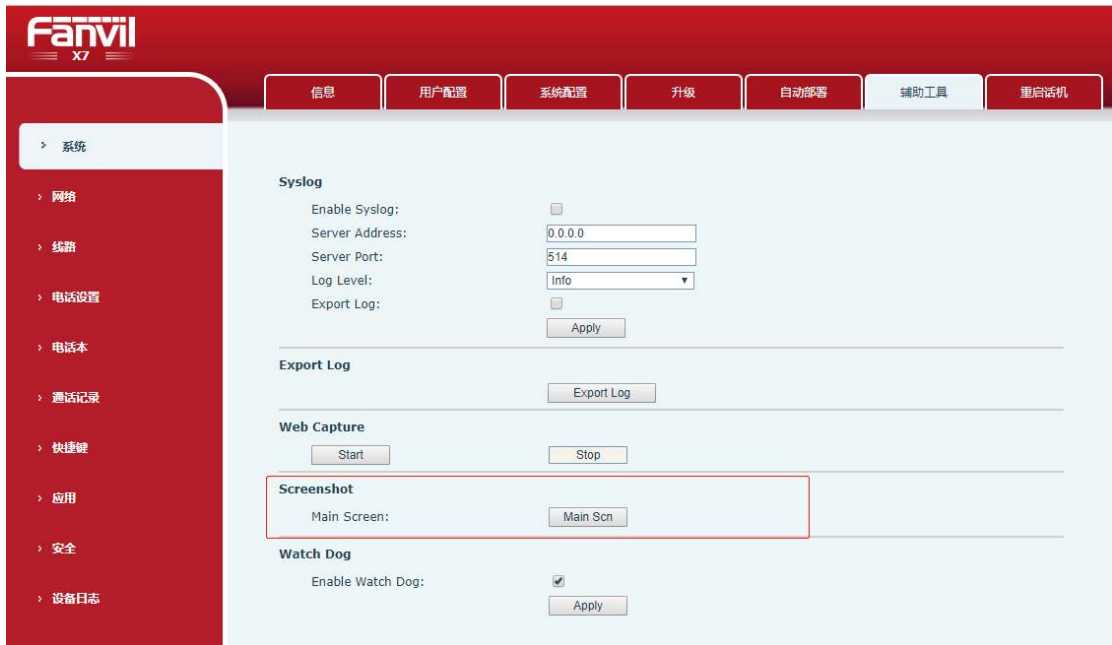 Fanvil
X7
信息 用户配置 系统配置 升级 自动部署 辅助工具 重启话机
系统
网络
线路
电话设置
电话本
通话记录
快捷键
应用
安全
设备日志
Syslog
Enable Syslog:
Server Address: 0.0.0.0
Server Port: 514
Log Level: Info
Export Log:
Apply
Export Log
Export Log
Web Capture
Start Stop
Screenshot
Main Screen: Main Scn
Watch Dog
Enable Watch Dog:
Apply